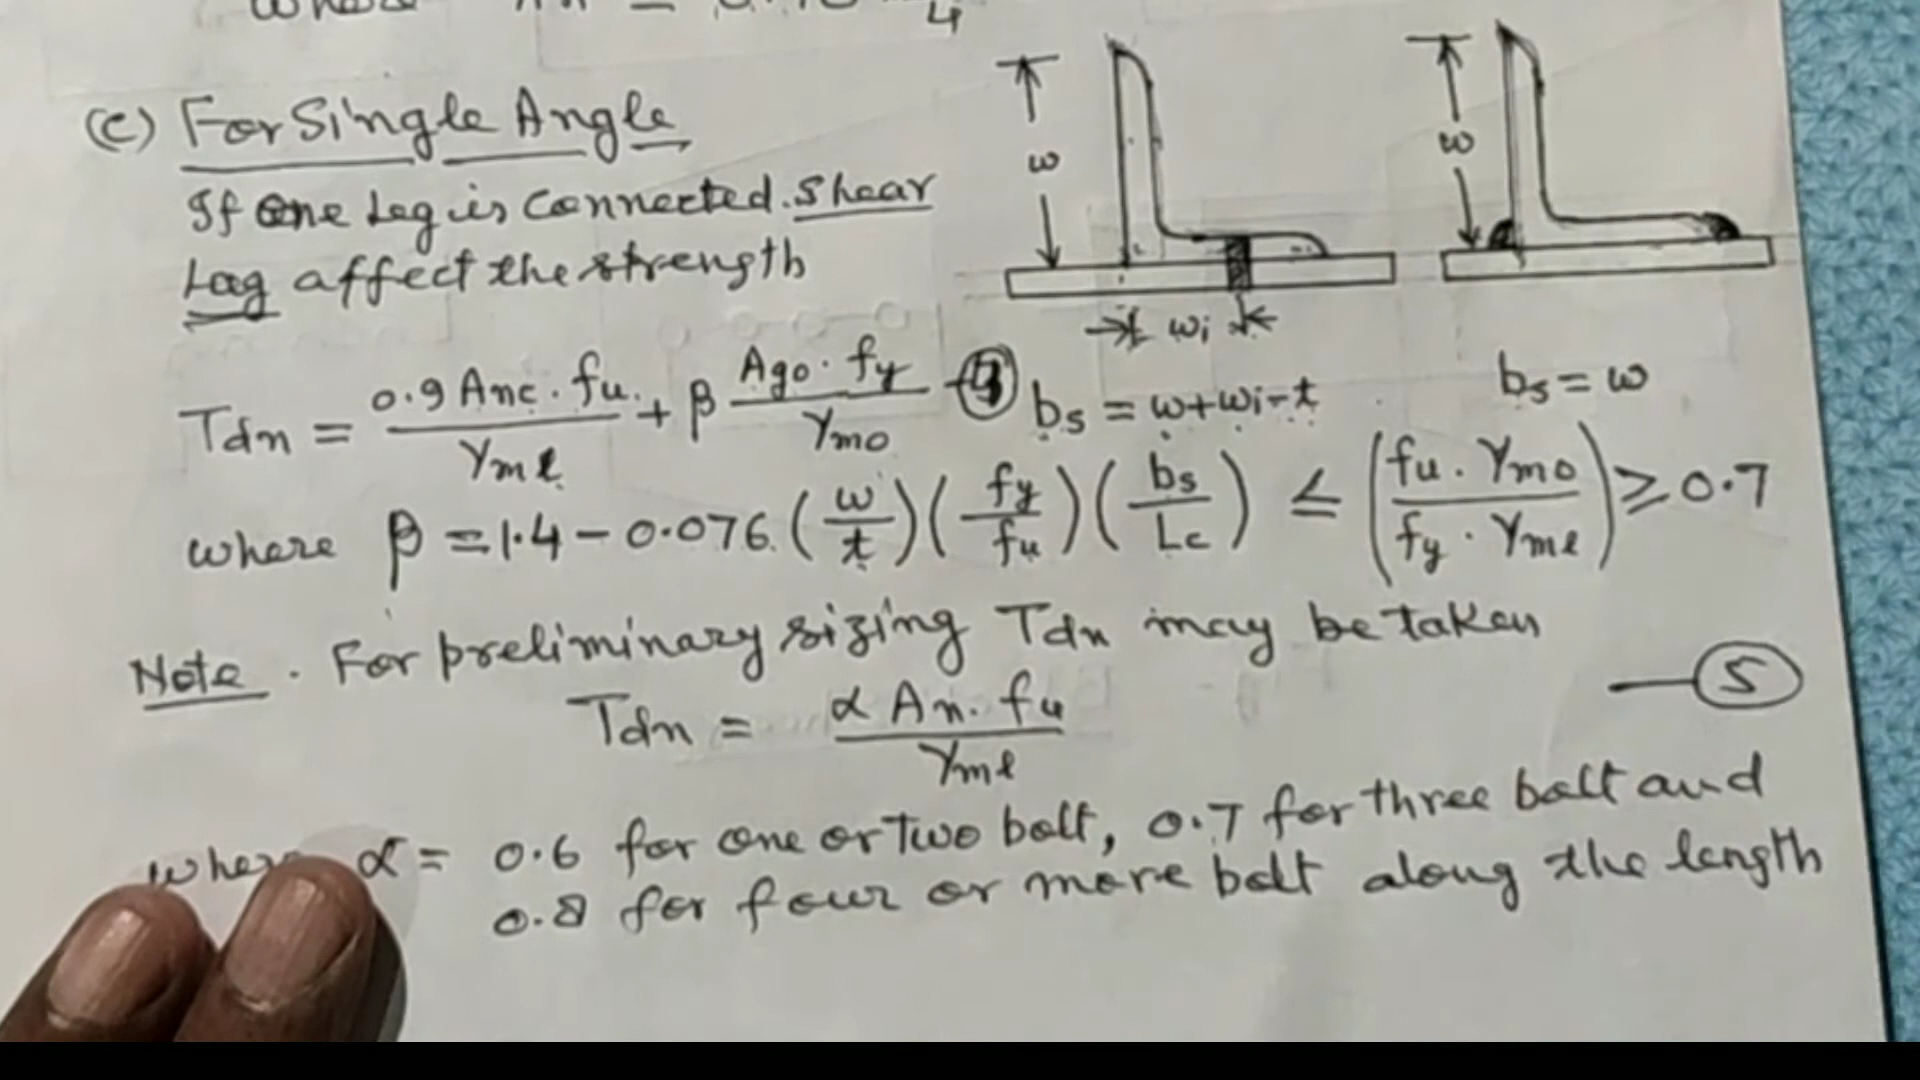 4
(C) For Single Angle
If one Leg is Connected. Shear
Lag affect the strength
w
w
wi
Tdn = 0.9 Anc . fu / γml + β Ago . fy / γmo - (4)
bs = w+wi-t
bs = w
where β = 1.4 - 0.076. (w/t) (fy/fu) (bs/Lc) ≤ (fu . γmo / fy . γml) ≥ 0.7
Note . For preliminary sizing Tdn may be taken
Tdn = α An . fu / γml — (5)
where α = 0.6 for one or Two bolt, 0.7 for three bolt and
0.8 for four or more bolt along the length